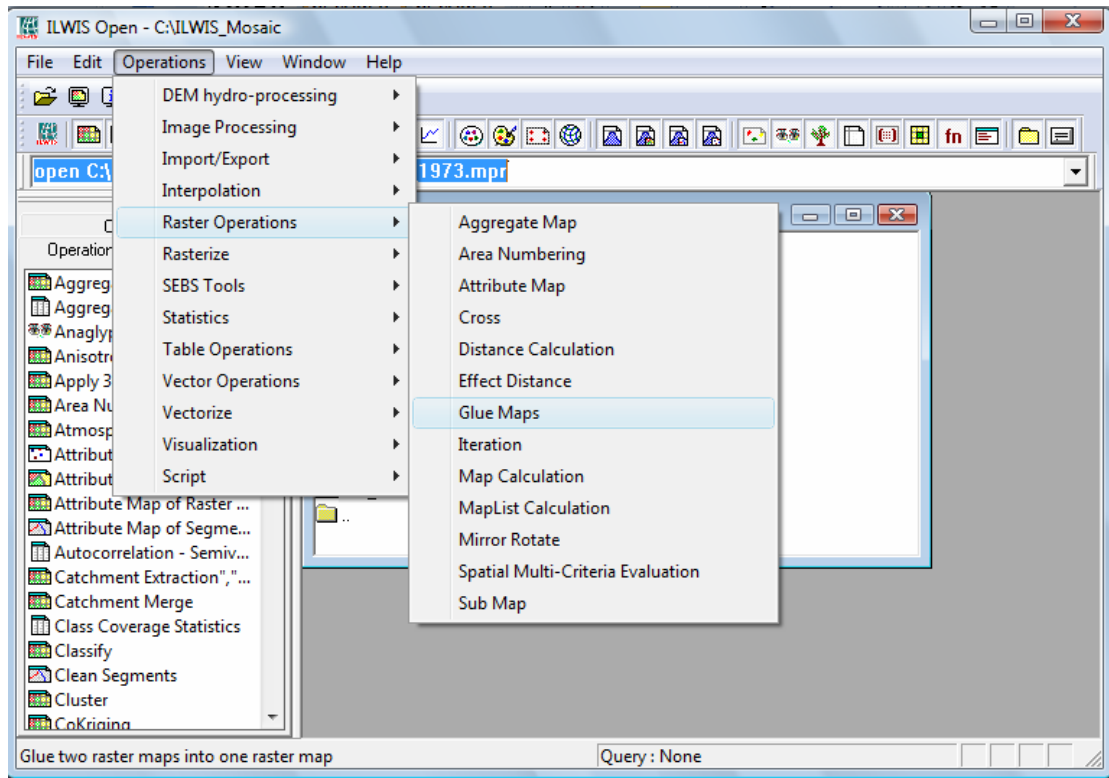 ILWIS Open - C:\ILWIS_Mosaic
File Edit Operations View Window Help
fn
open C:\ 1973.mpr
DEM hydro-processing
Image Processing
Import/Export
Interpolation
Raster Operations
Rasterize
SEBS Tools
Statistics
Table Operations
Vector Operations
Vectorize
Visualization
Script
Aggregate Map
Area Numbering
Attribute Map
Cross
Distance Calculation
Effect Distance
Glue Maps
Iteration
Map Calculation
MapList Calculation
Mirror Rotate
Spatial Multi-Criteria Evaluation
Sub Map
Operation
Aggreg
Aggreg
Anaglyp
Anisotr
Apply 3
Area Nu
Atmosp
Attribut
Attribut
Attribute Map of Raster ...
Attribute Map of Segme...
Autocorrelation - Semiv...
Catchment Extraction","...
Catchment Merge
Class Coverage Statistics
Classify
Clean Segments
Cluster
CoKriging
..
Glue two raster maps into one raster map
Query : None